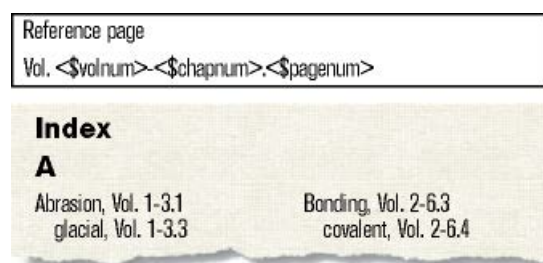 Reference page
Vol. <$volnum>-<$chapnum>.<$pagenum>
Index
A
Abrasion, Vol. 1-3.1
glacial, Vol. 1-3.3
Bonding, Vol. 2-6.3
covalent, Vol. 2-6.4